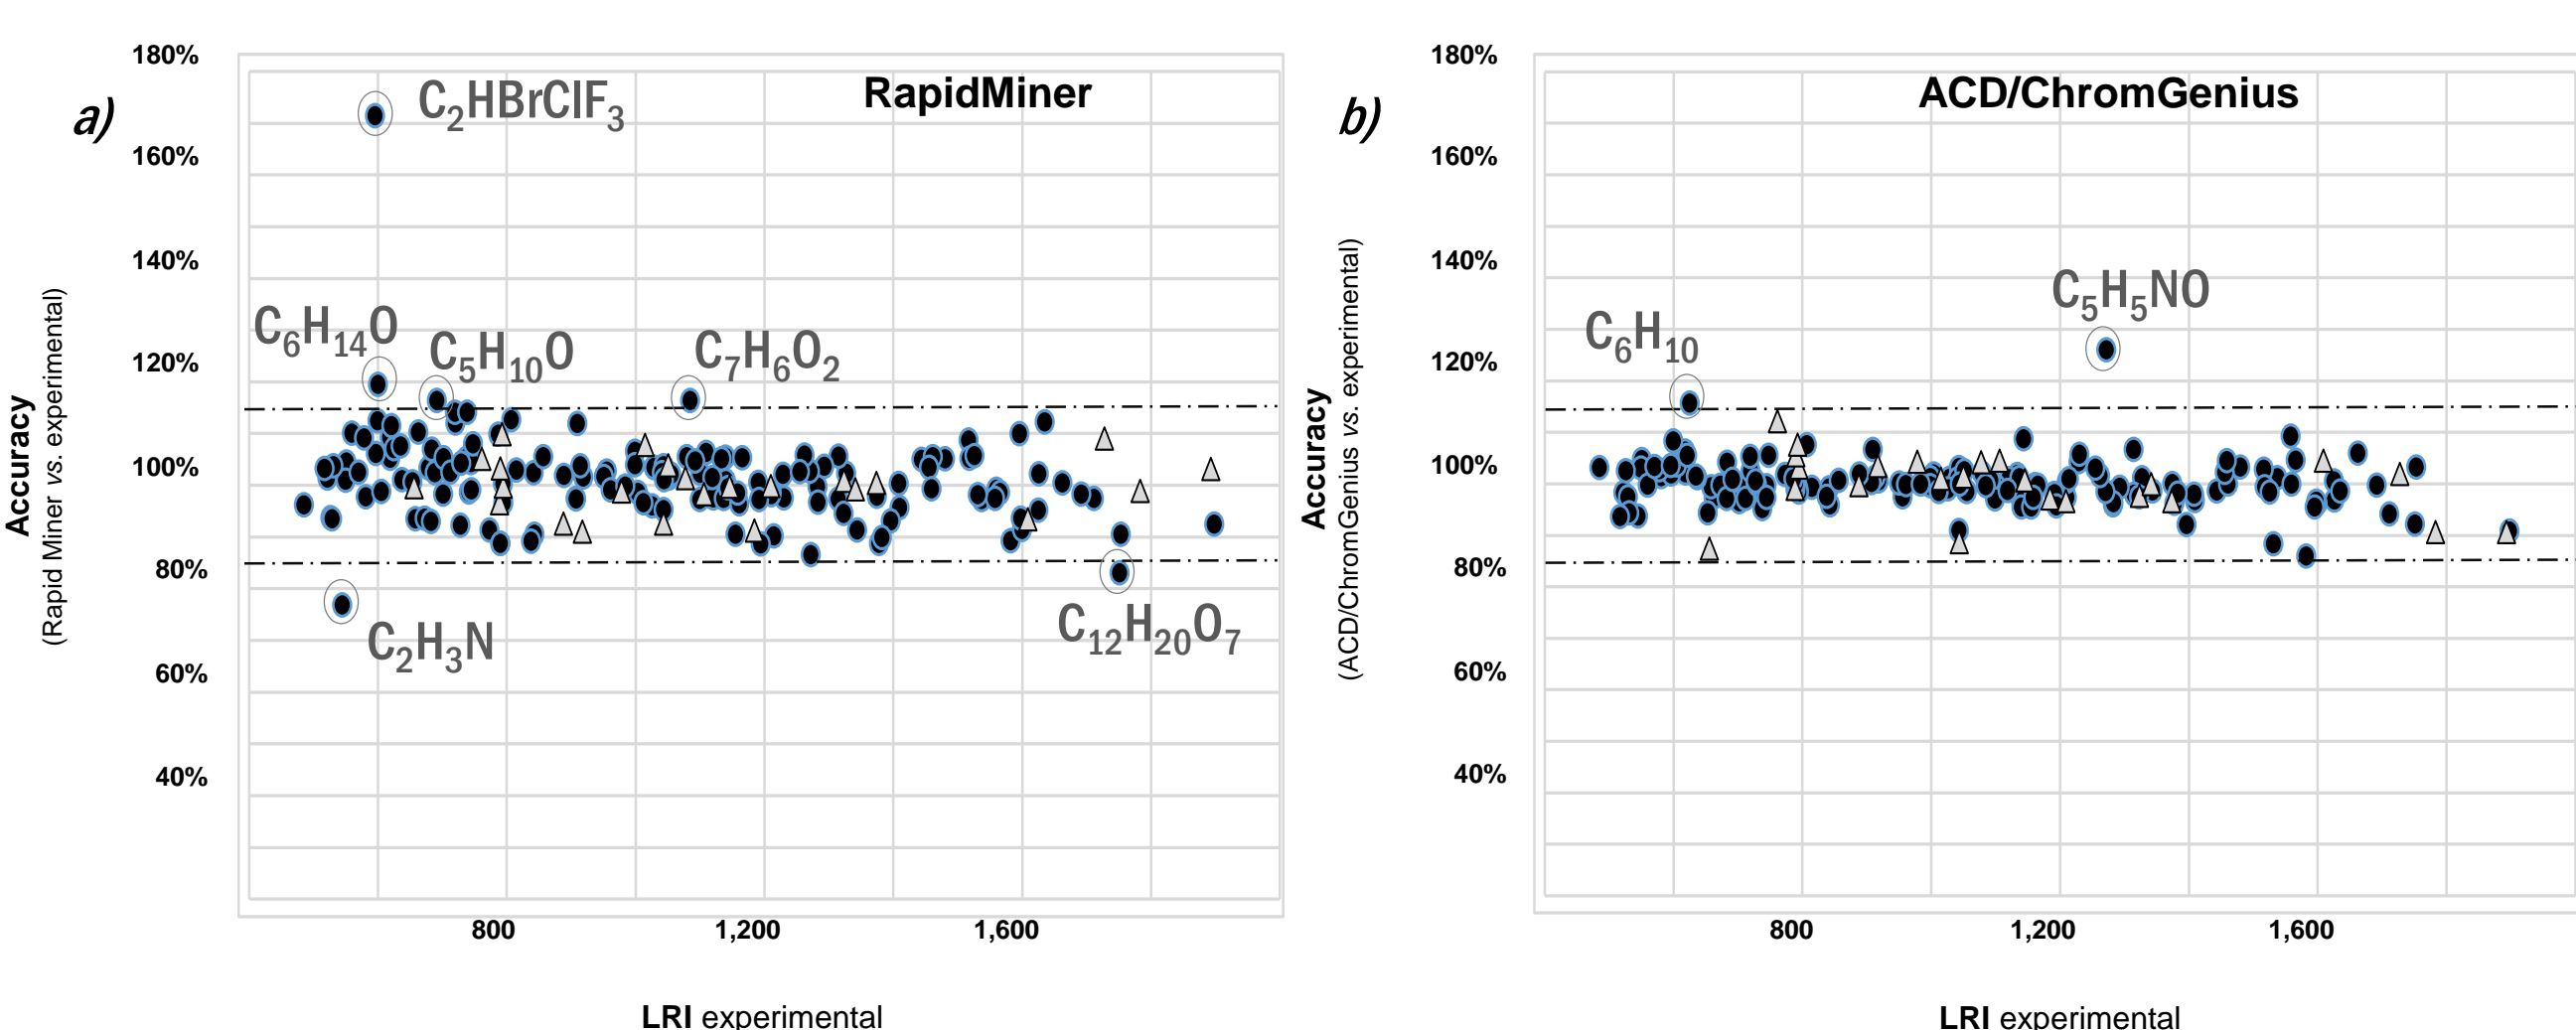 a)
RapidMiner
180%
160%
140%
120%
100%
80%
60%
40%
Accuracy
(Rapid Miner vs. experimental)
C2HBrClF3
C6H14O
C5H10O
C7H6O2
C2H3N
C12H20O7
800
1,200
1,600
LRI experimental
b)
ACD/ChromGenius
180%
160%
140%
120%
100%
80%
60%
40%
Accuracy
(ACD/ChromGenius vs. experimental)
C6H10
C5H5NO
800
1,200
1,600
LRI experimental